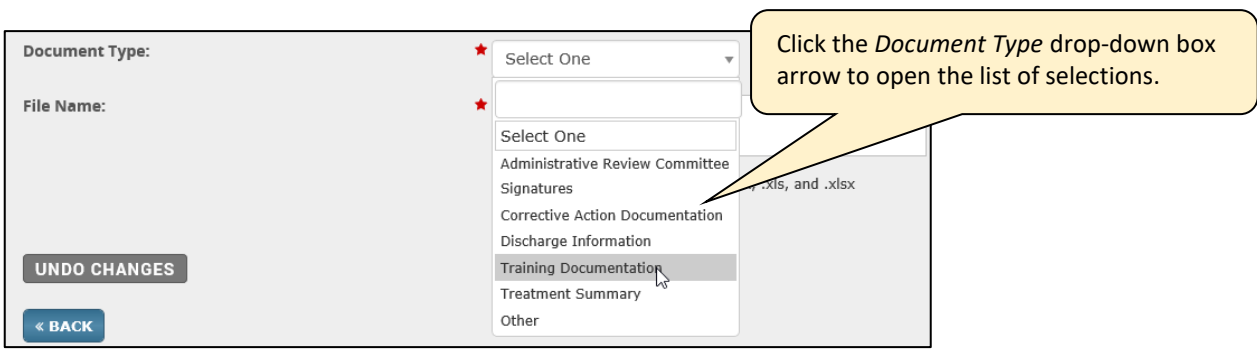 Document Type:
Select One
Click the Document Type drop-down box
arrow to open the list of selections.
File Name:
Select One
Administrative Review Committee
Signatures
, .xls, and .xlsx
Corrective Action Documentation
Discharge Information
UNDO CHANGES
Training Documentation
Treatment Summary
« BACK
Other